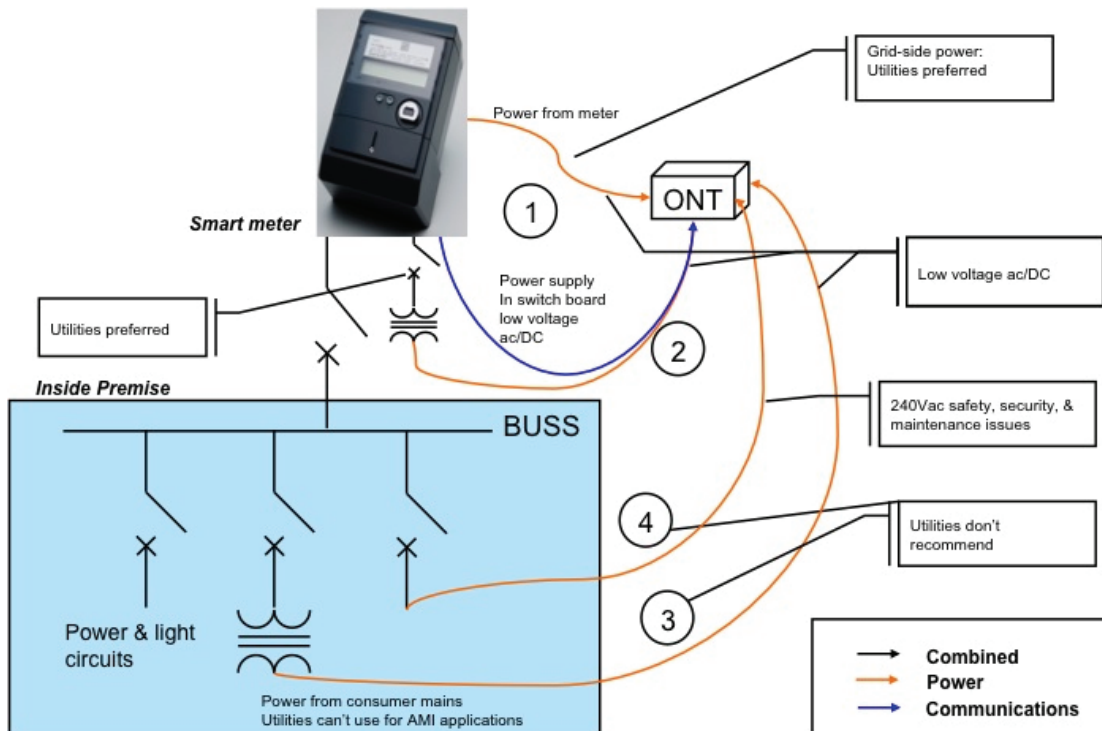 Grid-side power:
Utilities preferred
Power from meter
ONT
1
Smart meter
Power supply
In switch board
low voltage
ac/DC
Low voltage ac/DC
Utilities preferred
2
Inside Premise
BUSS
240Vac safety, security, &
maintenance issues
4
Utilities don't
recommend
3
Power & light
circuits
Power from consumer mains
Utilities can't use for AMI applications
Combined
Power
Communications